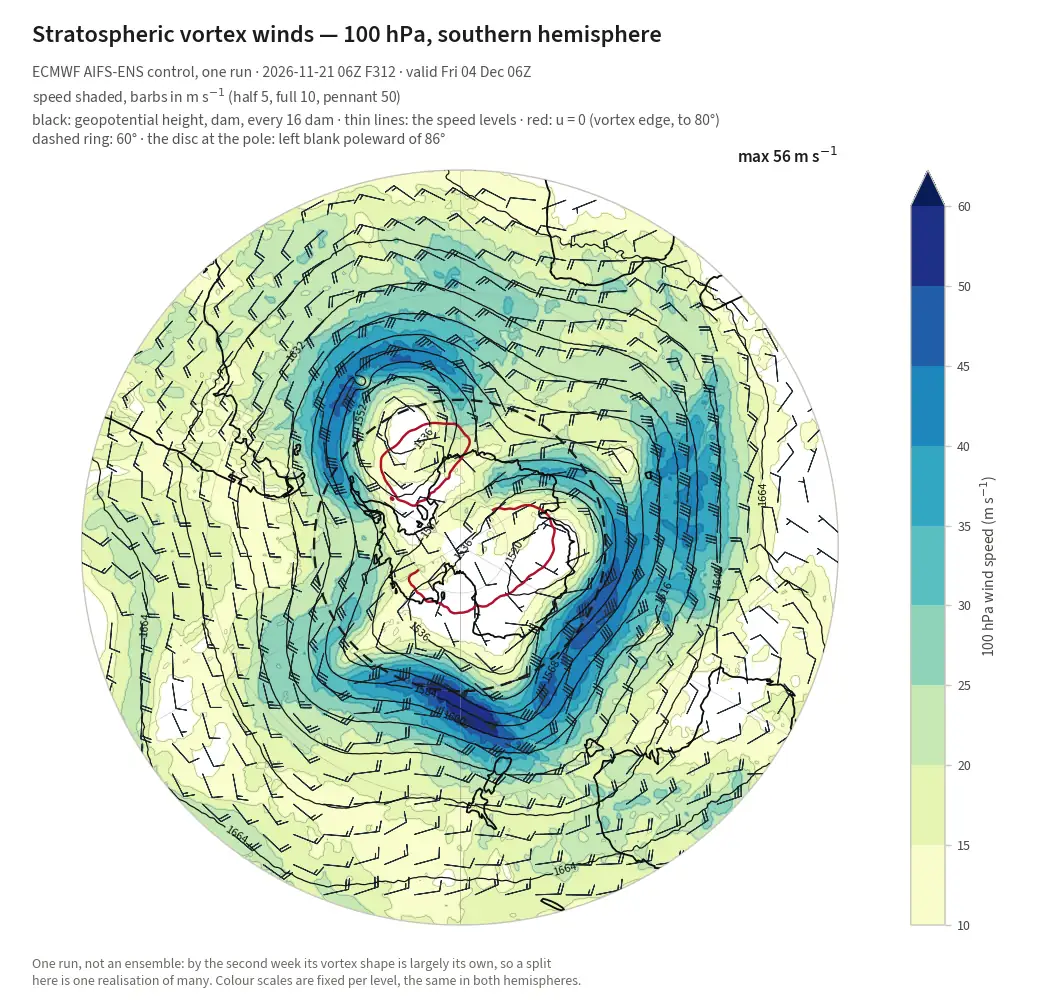 Stratospheric vortex winds — 100 hPa, southern hemisphere
ECMWF AIFS-ENS control, one run · 2026-11-21 06Z F312 · valid Fri 04 Dec 06Z
speed shaded, barbs in m s−1 (half 5, full 10, pennant 50)
black: geopotential height, dam, every 16 dam · thin lines: the speed levels · red: u = 0 (vortex edge, to 80°)
dashed ring: 60° · the disc at the pole: left blank poleward of 86°
max 56 m s−1
60
50
45
40
35
30
25
20
15
10
100 hPa wind speed (m s−1)
1632
1536
1664
1536
1520
1640
1616
1664
1536
1568
1664
1664
One run, not an ensemble: by the second week its vortex shape is largely its own, so a split
here is one realisation of many. Colour scales are fixed per level, the same in both hemispheres.